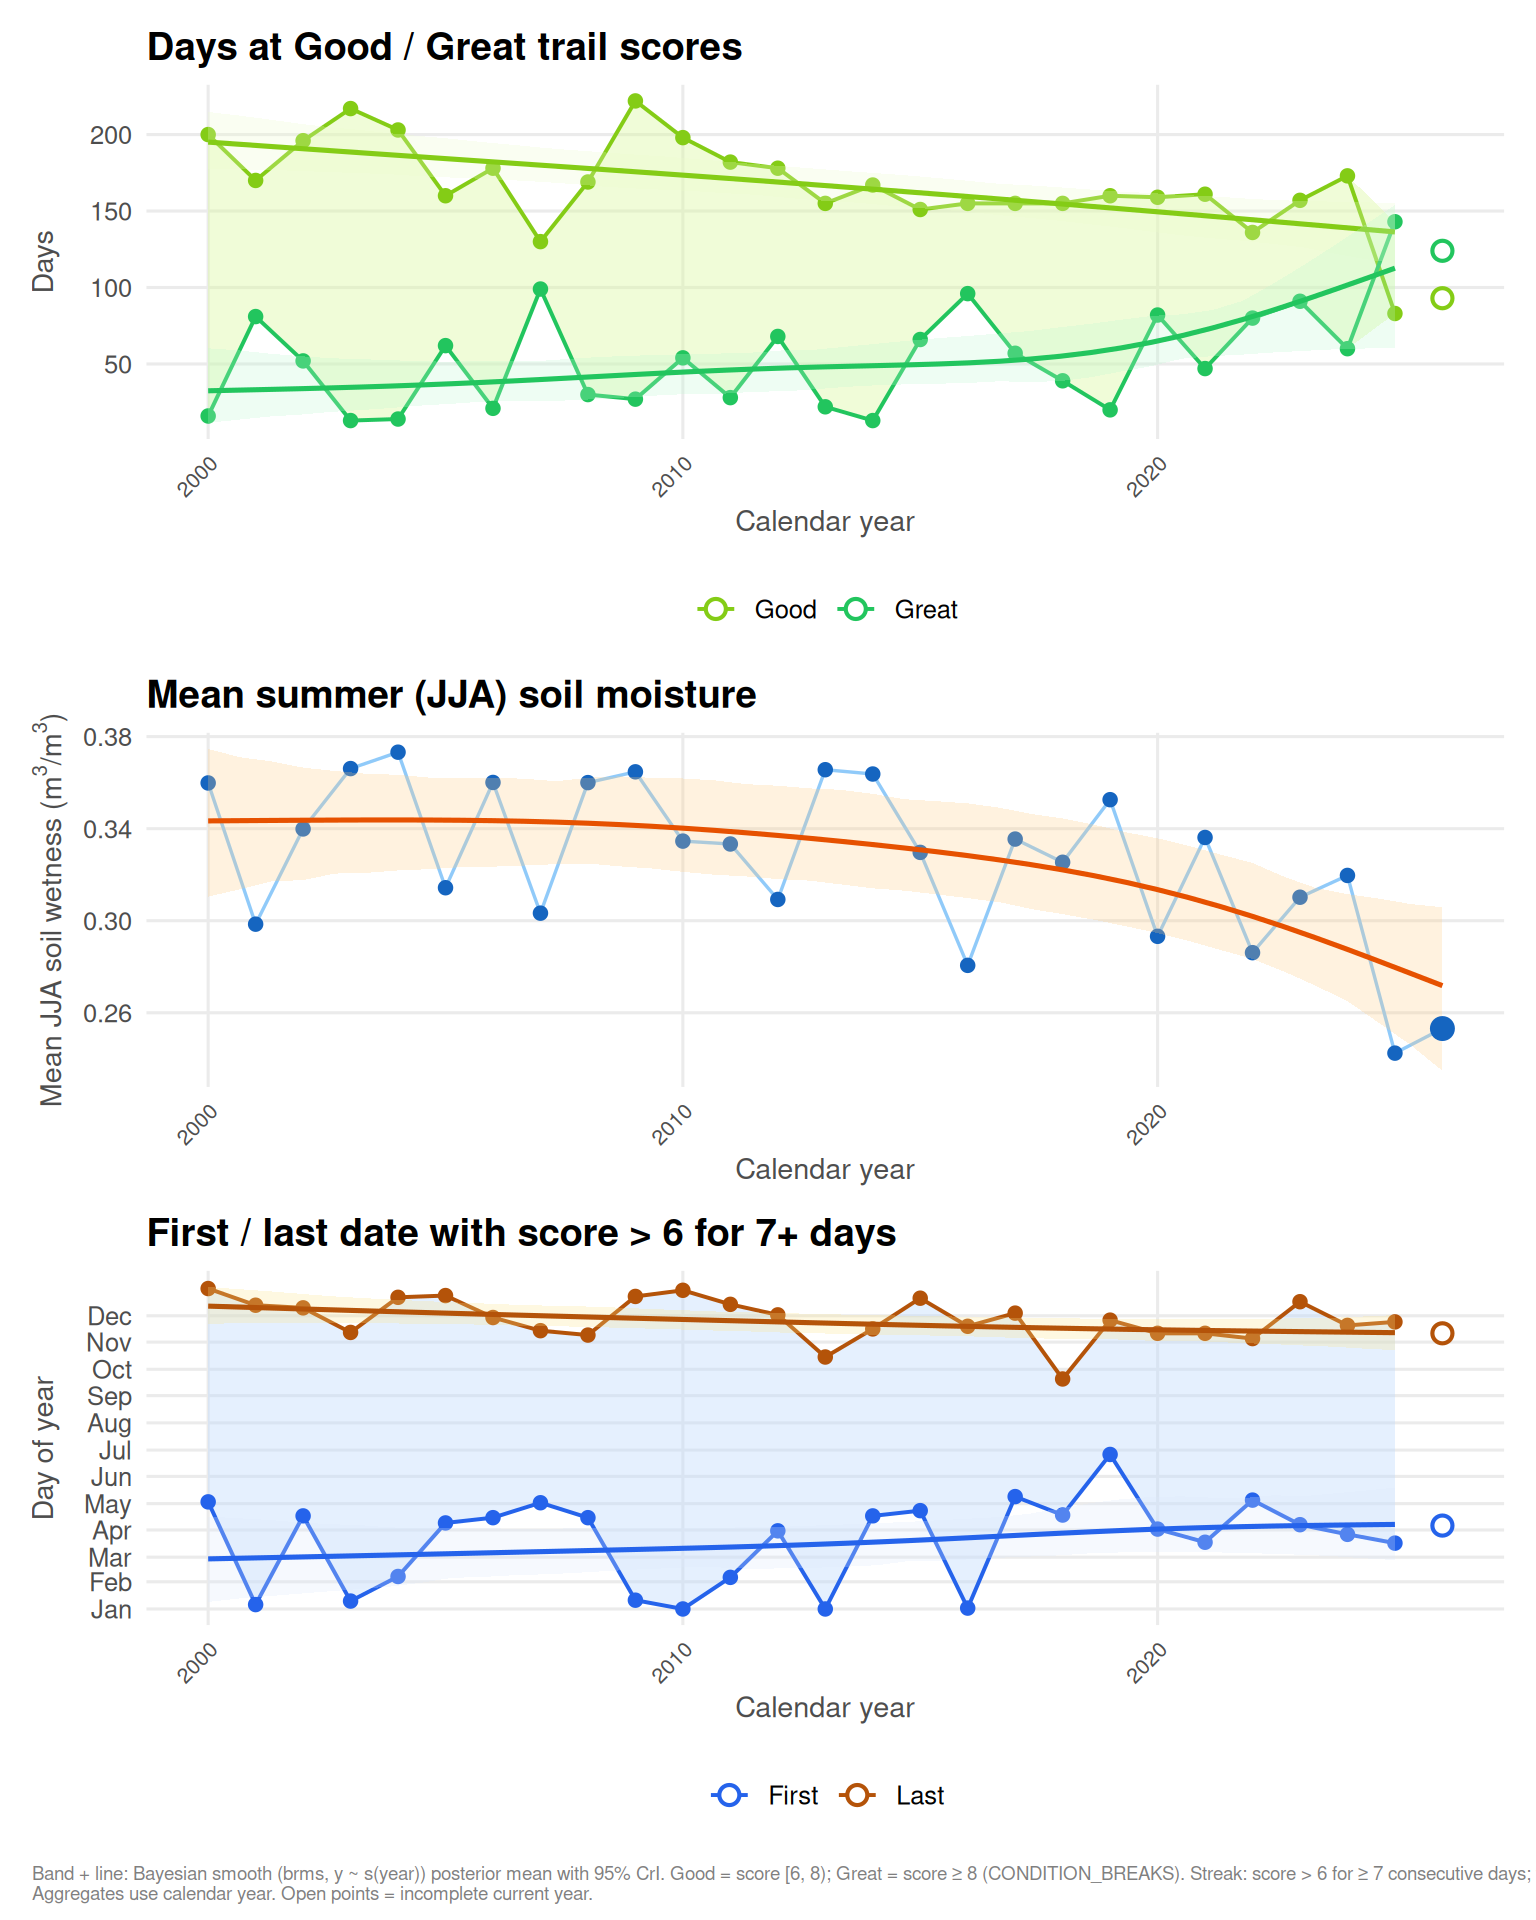 Days at Good / Great trail scores
Days
200
150
100
50
2000
2010
2020
Calendar year
Good
Great
Mean summer (JJA) soil moisture
Mean JJA soil wetness (m³/m³)
0.38
0.34
0.30
0.26
2000
2010
2020
Calendar year
First / last date with score > 6 for 7+ days
Day of year
Dec
Nov
Oct
Sep
Aug
Jul
Jun
May
Apr
Mar
Feb
Jan
2000
2010
2020
Calendar year
First
Last
Band + line: Bayesian smooth (brms, y ~ s(year)) posterior mean with 95% CrI. Good = score [6, 8); Great = score ≥ 8 (CONDITION_BREAKS). Streak: score > 6 for ≥ 7 consecutive days;
Aggregates use calendar year. Open points = incomplete current year.